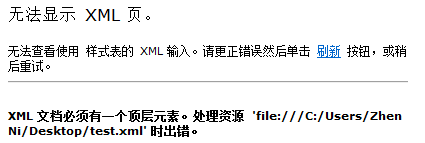 无法显示 XML 页。
无法查看使用 样式表的 XML 输入。请更正错误然后单击 刷新 按钮，或稍
后重试。
XML 文档必须有一个顶层元素。处理资源 'file:///C:/Users/Zhen
Ni/Desktop/test.xml' 时出错。